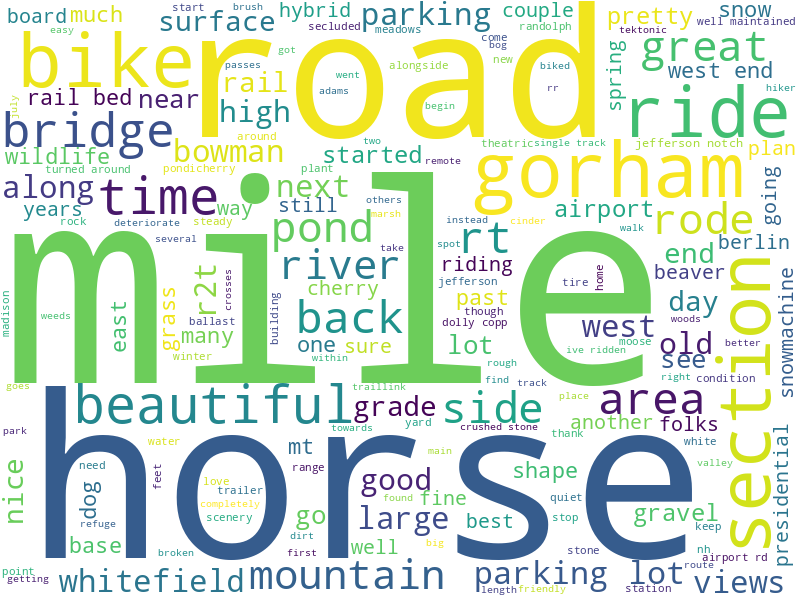 board
much
start
brush
hybrid
parking
couple
well maintained
snow
surface
secluded
meadows
randolph
pretty
tektonic
easy
bike
road
great
come
bog
got
passes
went
alongside
new
rail
spring
west end
rail bed
near
high
adams
biked
rr
hiker
july
begin
ride
bridge
around
bowman
theatric
single track
jefferson notch
plan
wildlife
started
turned around
pondicherry
plant
two
remote
gorham
along
time
next
others
airport
going
years
way
still
marsh
instead
cinder
rode
rock
deteriorate
steady
pond
rt
walk
several
take
spot
end
berlin
mile
river
riding
home
east
r2t
crosses
cherry
jefferson
tire
beaver
madison
grass
weeds
ballast
building
back
past
day
snowmachine
many
though
dolly copp
west
woods
better
winter
one
sure
within
lot
rough
ive ridden
moose
old
see
goes
traillink
find
track
right
condition
beautiful
grade
side
place
area
section
park
water
towards
yard
crushed stone
another
folks
horse
mt
main
thank
white
nice
need
feet
range
good
shape
valley
dog
love
trailer
found
fine
quiet
presidential
refuge
completely
scenery
go
large
best
stop
gravel
keep
base
dirt
well
big
stone
nh
point
broken
first
airport rd
getting
whitefield
mountain
parking lot
route
views
length
friendly
station